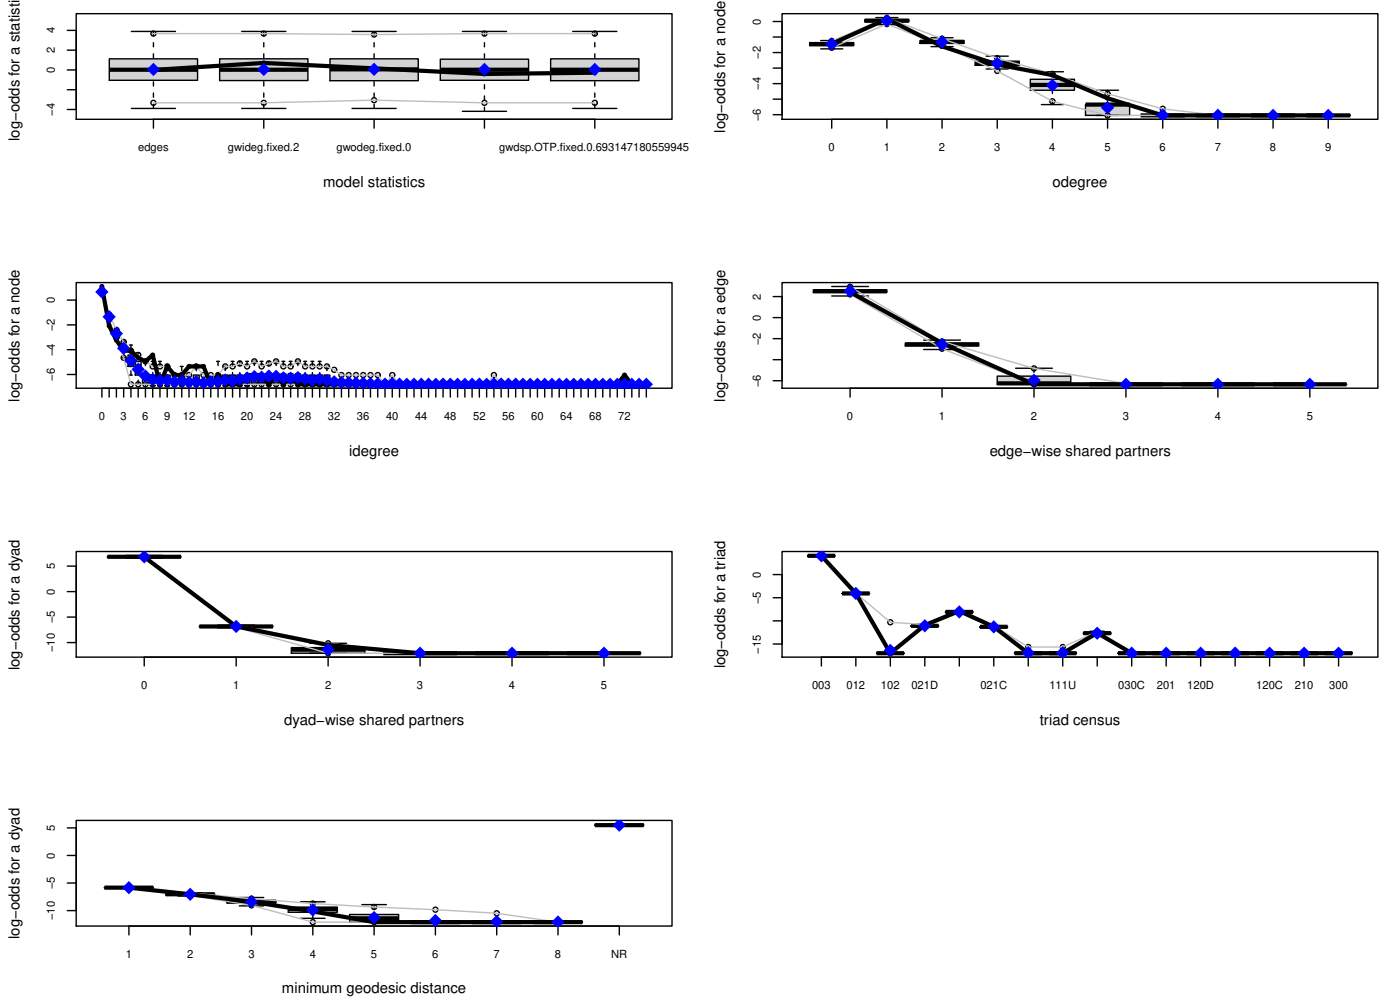 log−odds for a statisti
4
2
0
−4
edges
gwideg.fixed.2
gwodeg.fixed.0
gwdsp.OTP.fixed.0.693147180559945
model statistics
log−odds for a node
0
−2
−4
−6
0 1 2 3 4 5 6 7 8 9
odegree
log−odds for a node
0
−2
−4
−6
0 3 6 9 12 16 20 24 28 32 36 40 44 48 52 56 60 64 68 72
idegree
log−odds for a edge
2
0
−2
−6
0 1 2 3 4 5
edge−wise shared partners
log−odds for a dyad
5
0
−5
−10
0 1 2 3 4 5
dyad−wise shared partners
log−odds for a triad
0
−5
−15
003 012 102 021D 021C 111U 030C 201 120D 120C 210 300
triad census
log−odds for a dyad
5
0
−5
−10
1 2 3 4 5 6 7 8 NR
minimum geodesic distance